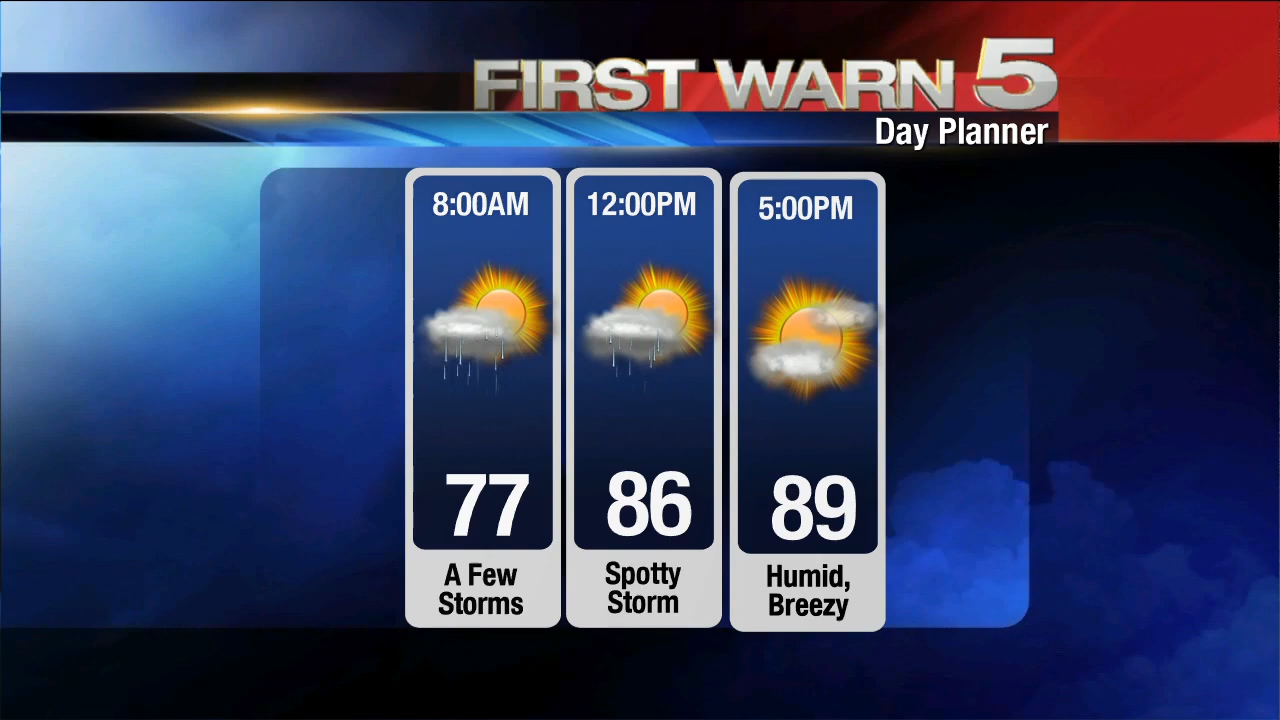 FIRST WARN 5
Day Planner
8:00AM
77
A Few
Storms
12:00PM
86
Spotty
Storm
5:00PM
89
Humid,
Breezy